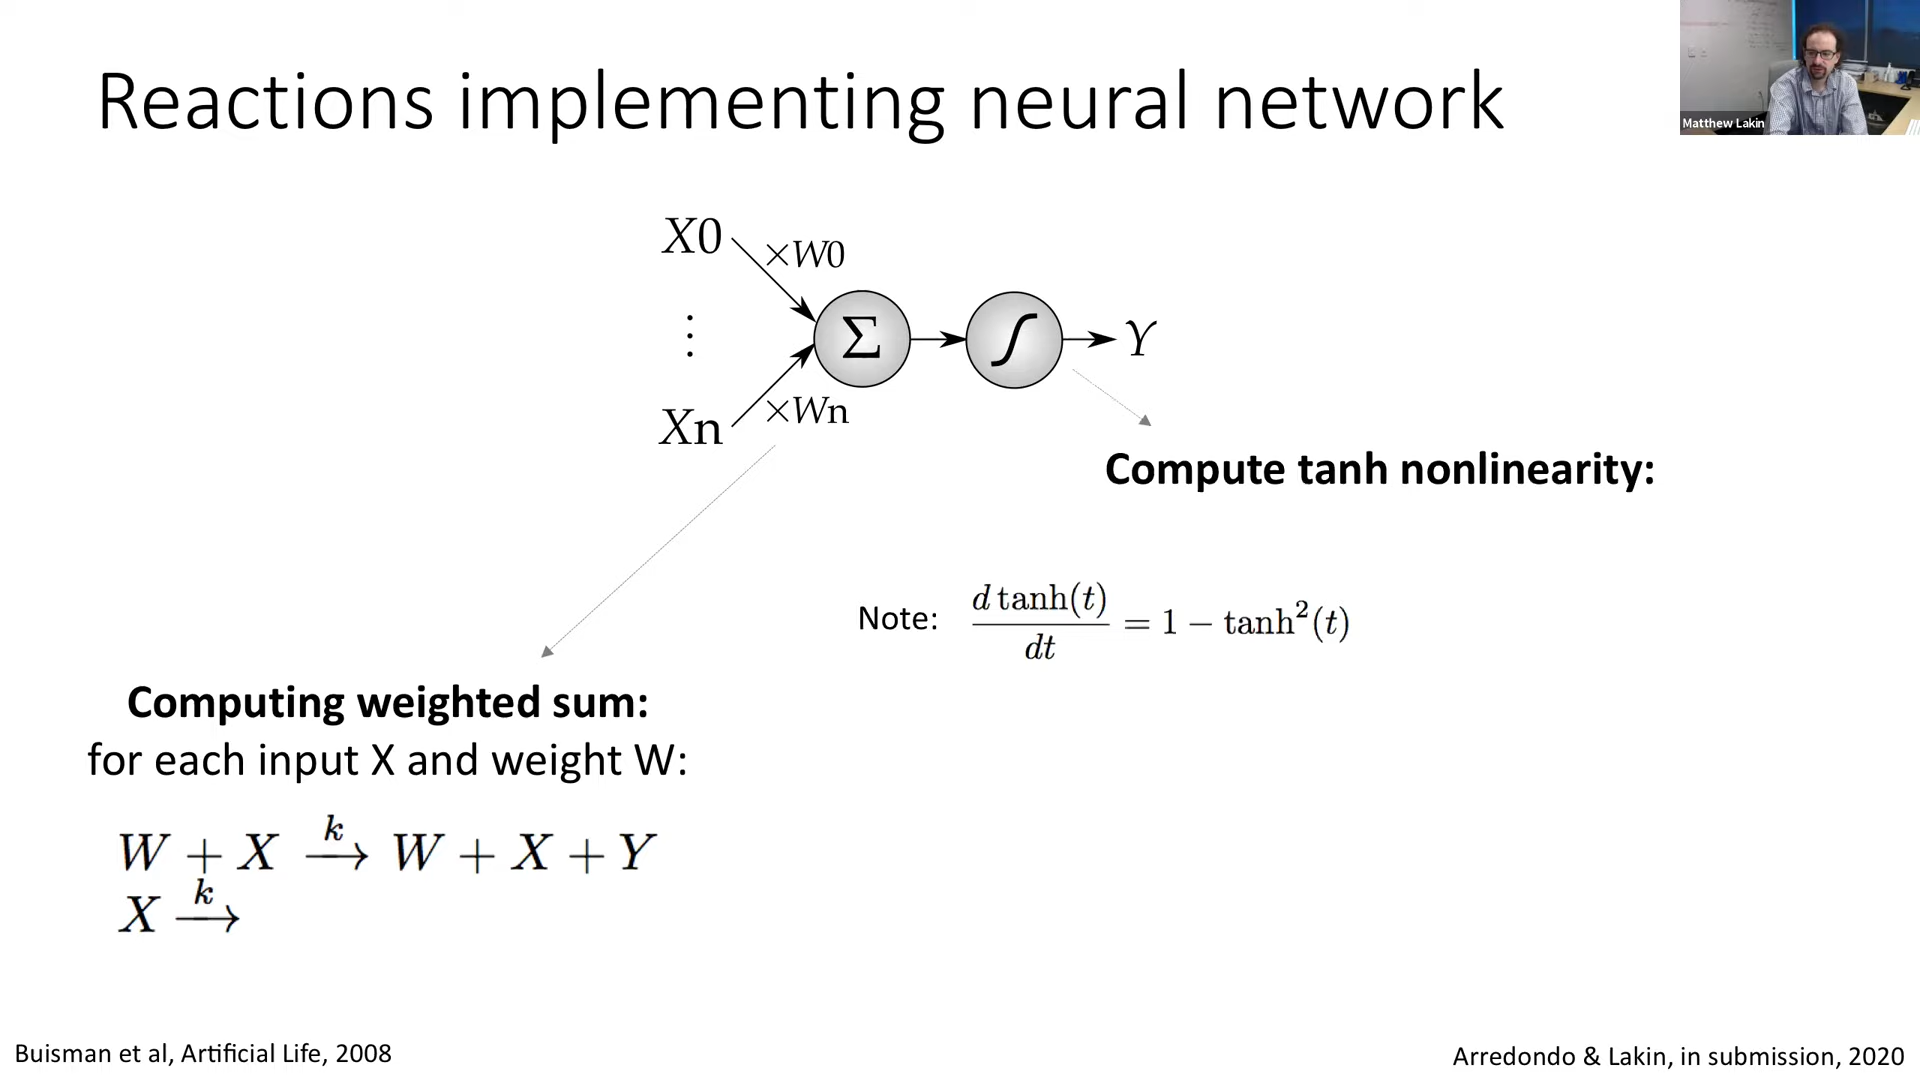 Reactions implementing neural network
Matthew Lakin
X0
×W0
⋮
Σ
∫
Y
Xn
×Wn
Compute tanh nonlinearity:
Note: d tanh(t)/dt = 1 − tanh²(t)
Computing weighted sum:
for each input X and weight W:
W + X —k→ W + X + Y
X —k→
Buisman et al, Artificial Life, 2008
Arredondo & Lakin, in submission, 2020